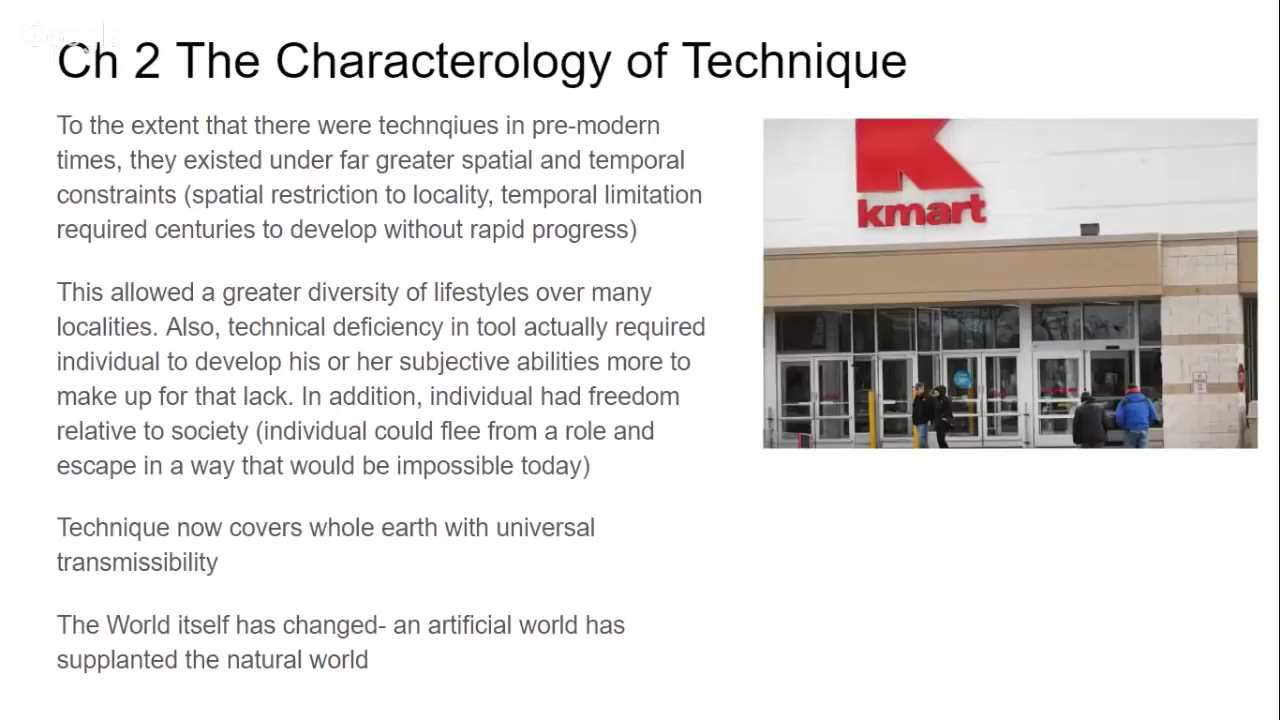 Google
Ch 2 The Characterology of Technique
To the extent that there were technqiues in pre-modern
times, they existed under far greater spatial and temporal
constraints (spatial restriction to locality, temporal limitation
required centuries to develop without rapid progress)
This allowed a greater diversity of lifestyles over many
localities. Also, technical deficiency in tool actually required
individual to develop his or her subjective abilities more to
make up for that lack. In addition, individual had freedom
relative to society (individual could flee from a role and
escape in a way that would be impossible today)
Technique now covers whole earth with universal
transmissibility
The World itself has changed- an artificial world has
supplanted the natural world
K
kmart